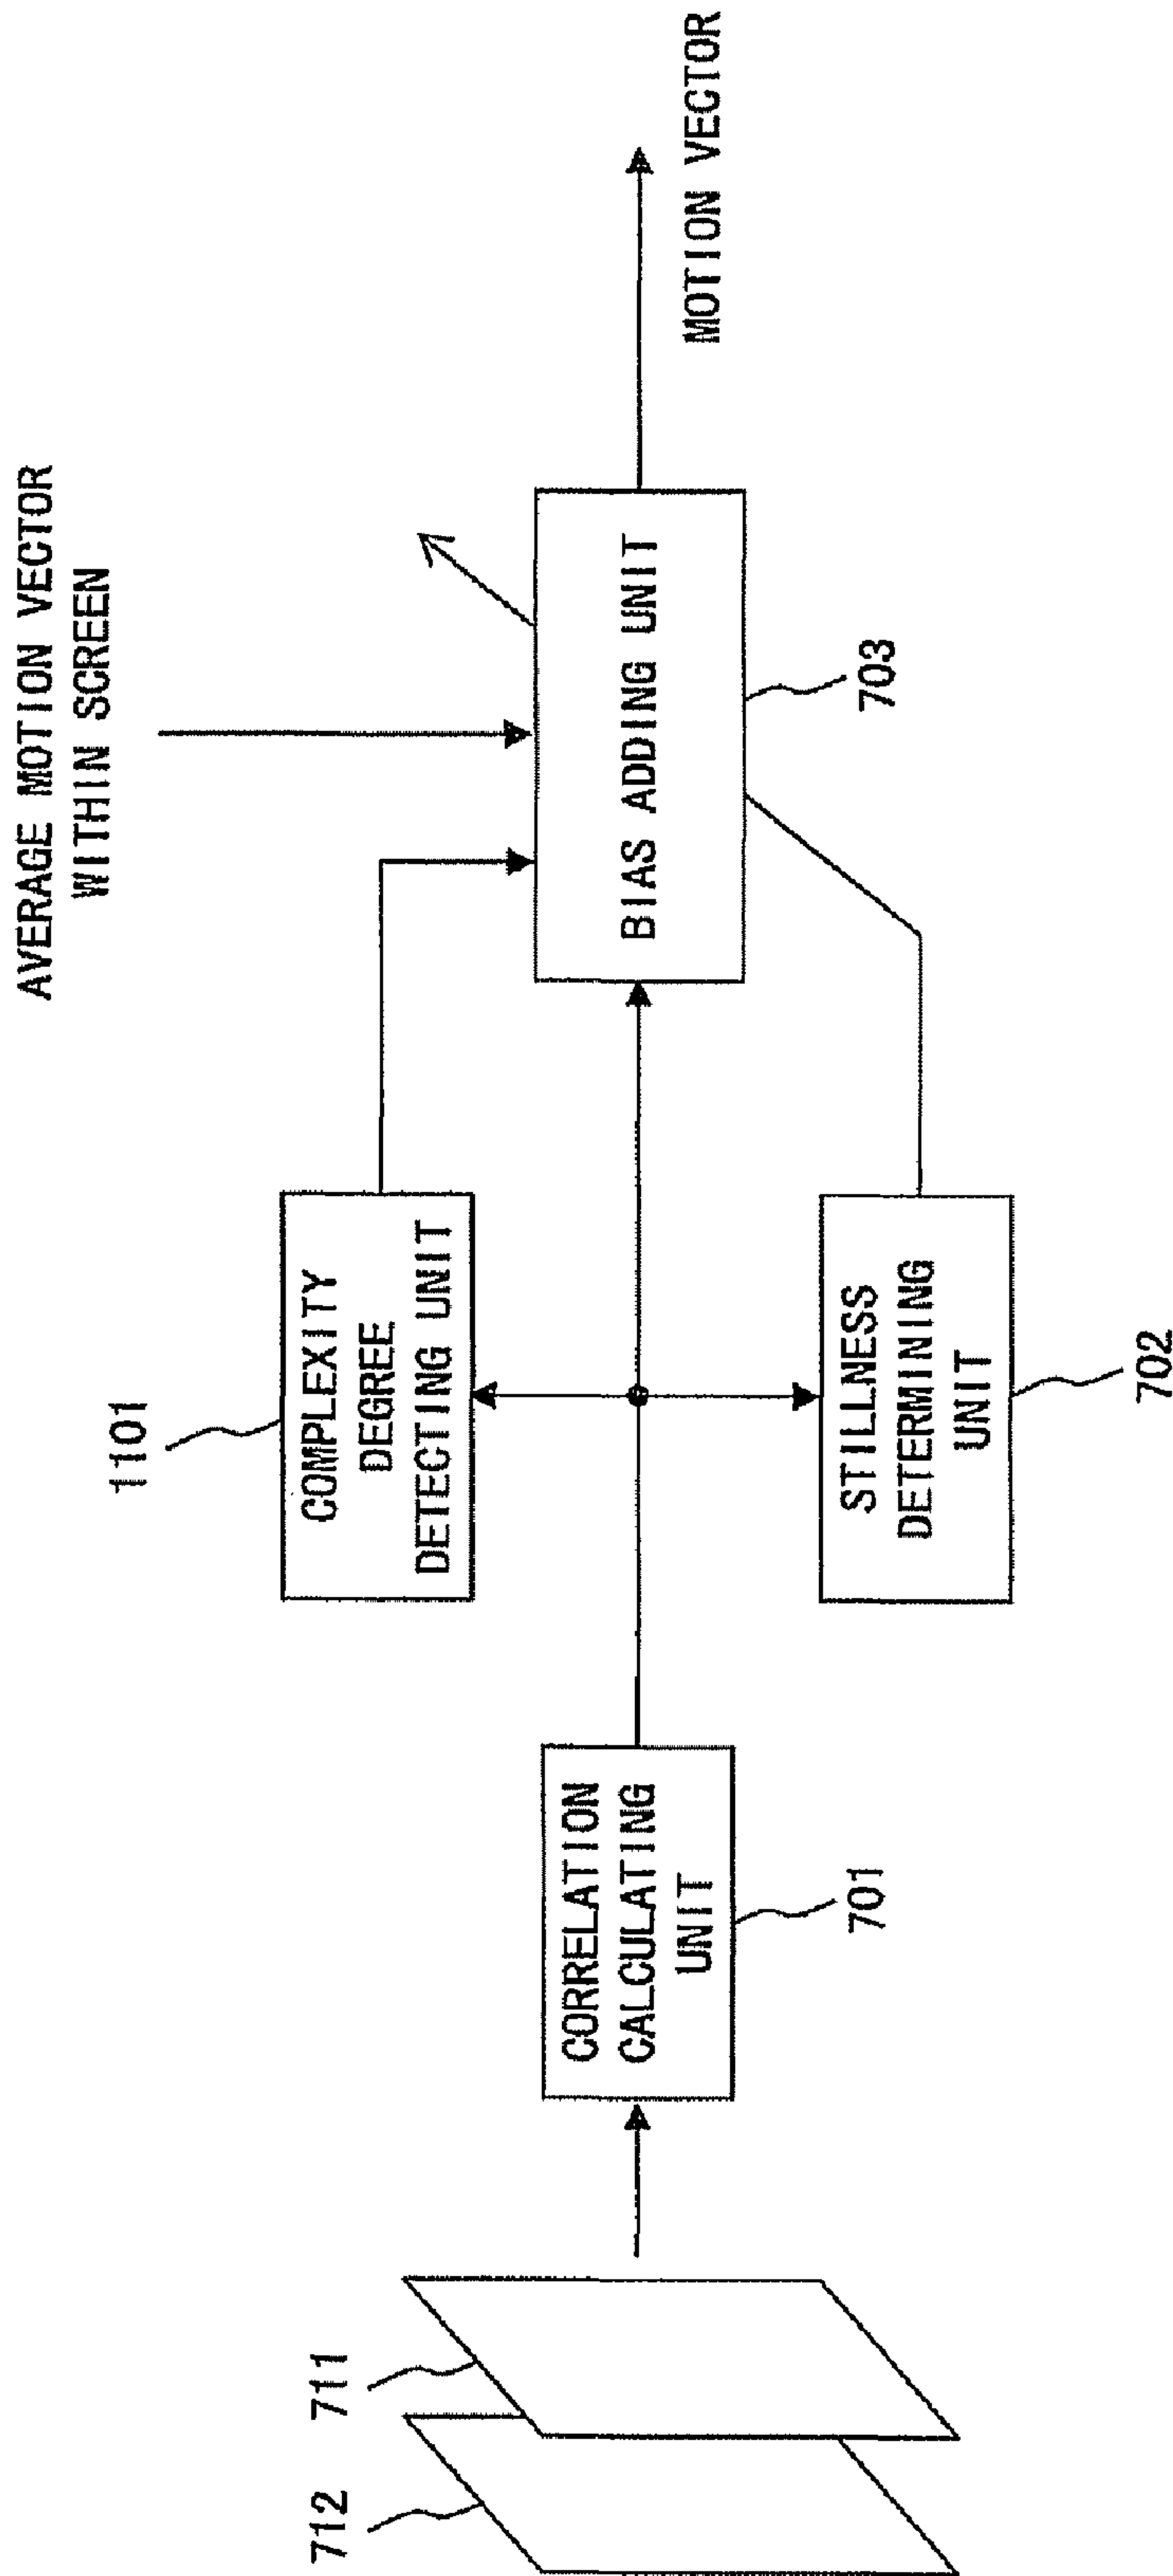 AVERAGE MOTION VECTOR
WITHIN SCREEN
1101
COMPLEXITY
DEGREE
DETECTING UNIT
712
711
CORRELATION
CALCULATING
UNIT
701
BIAS ADDING UNIT
703
MOTION VECTOR
STILLNESS
DETERMINING
UNIT
702